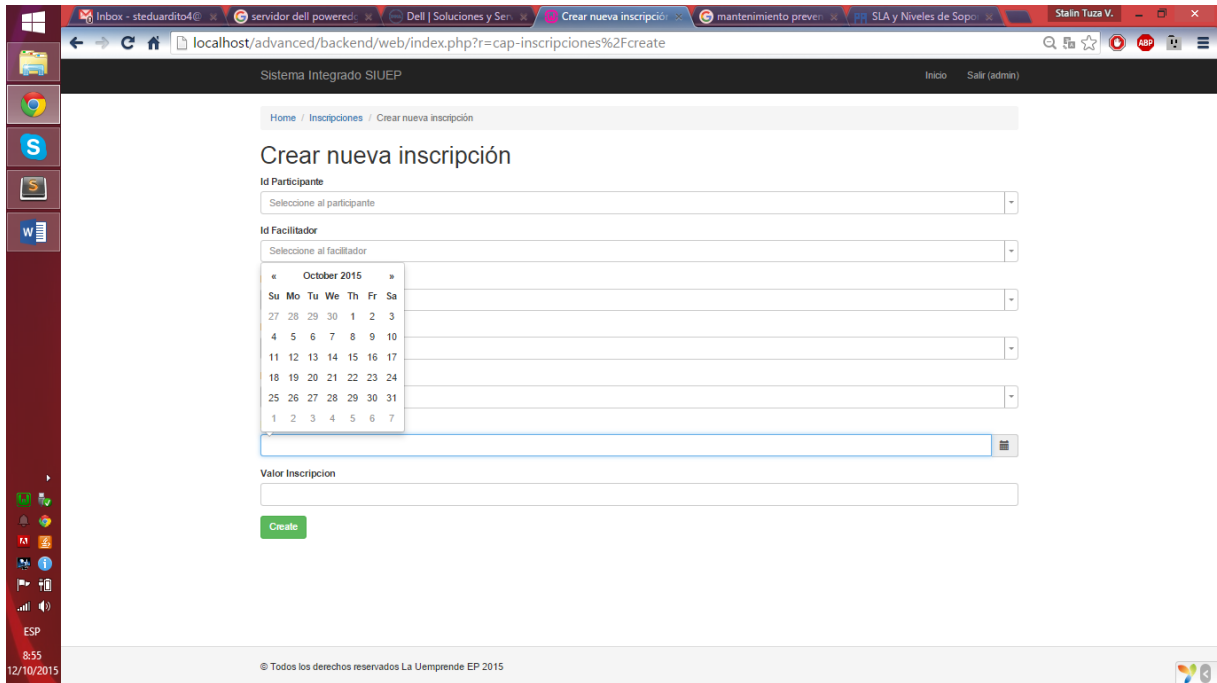 Inbox - steduardito4@
servidor dell poweredg
Dell | Soluciones y Ser
Crear nueva inscripción
mantenimiento preven
SLA y Niveles de Sopor
Stalin Tuza V.
localhost/advanced/backend/web/index.php?r=cap-inscripciones%2Fcreate
ABP
Sistema Integrado SIUEP
Inicio
Salir (admin)
Home / Inscripciones / Crear nueva inscripción
Crear nueva inscripción
Id Participante
Seleccione al participante
Id Facilitador
Seleccione al facilitador
« October 2015 »
Su Mo Tu We Th Fr Sa
27 28 29 30 1 2 3
4 5 6 7 8 9 10
11 12 13 14 15 16 17
18 19 20 21 22 23 24
25 26 27 28 29 30 31
1 2 3 4 5 6 7
Valor Inscripcion
Create
ESP
8:55
12/10/2015
© Todos los derechos reservados La Uemprende EP 2015